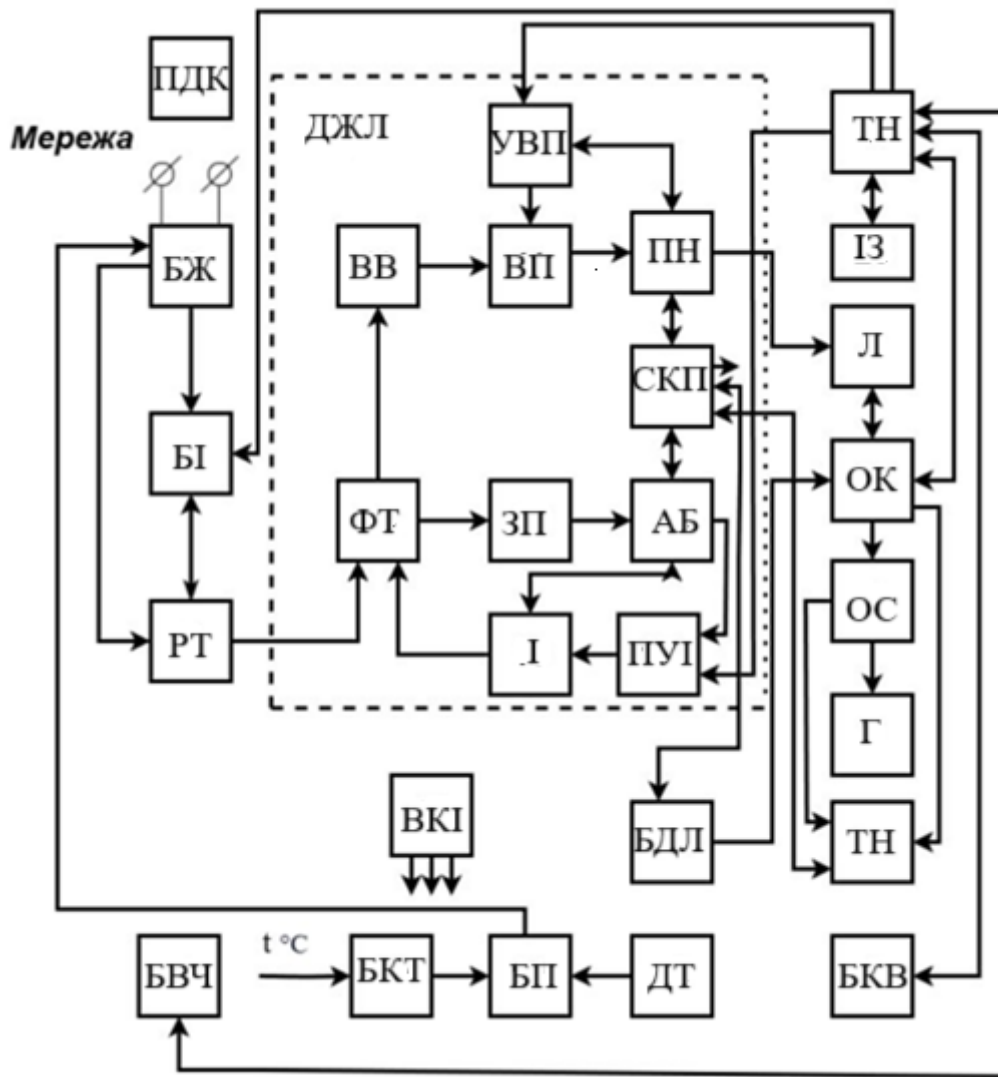 ПДК
Мережа
ДЖЛ
УВП
ТН
БЖ
ВВ
ВП
ПН
ІЗ
СКП
Л
БІ
ОК
ФТ
ЗП
АБ
ОС
РТ
І
ПУІ
Г
ВКІ
БДЛ
ТН
t °C
БВЧ
БКТ
БП
ДТ
БКВ